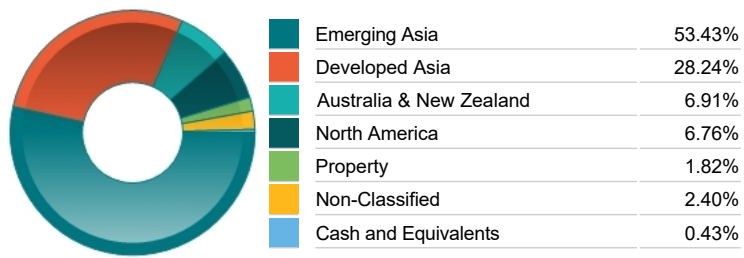 Emerging Asia 53.43%
Developed Asia 28.24%
Australia & New Zealand 6.91%
North America 6.76%
Property 1.82%
Non-Classified 2.40%
Cash and Equivalents 0.43%